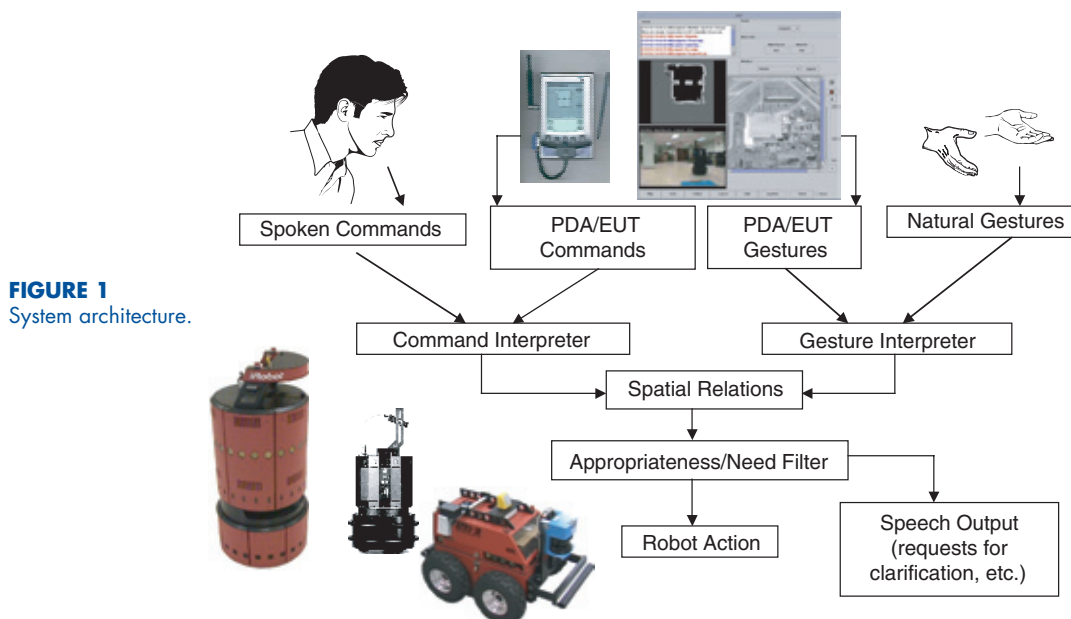 Spoken Commands
PDA/EUT
Commands
PDA/EUT
Gestures
Natural Gestures
FIGURE 1
System architecture.
Command Interpreter
Gesture Interpreter
Spatial Relations
Appropriateness/Need Filter
Robot Action
Speech Output
(requests for
clarification, etc.)